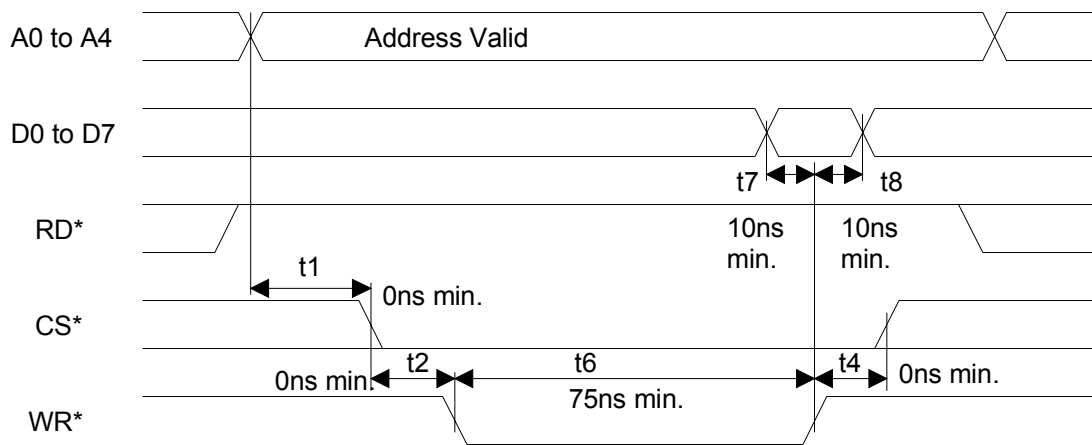 A0 to A4
Address Valid
D0 to D7
t7
t8
RD*
10ns
min.
10ns
min.
t1
0ns min.
CS*
t2
t6
t4
0ns min.
75ns min.
0ns min.
WR*